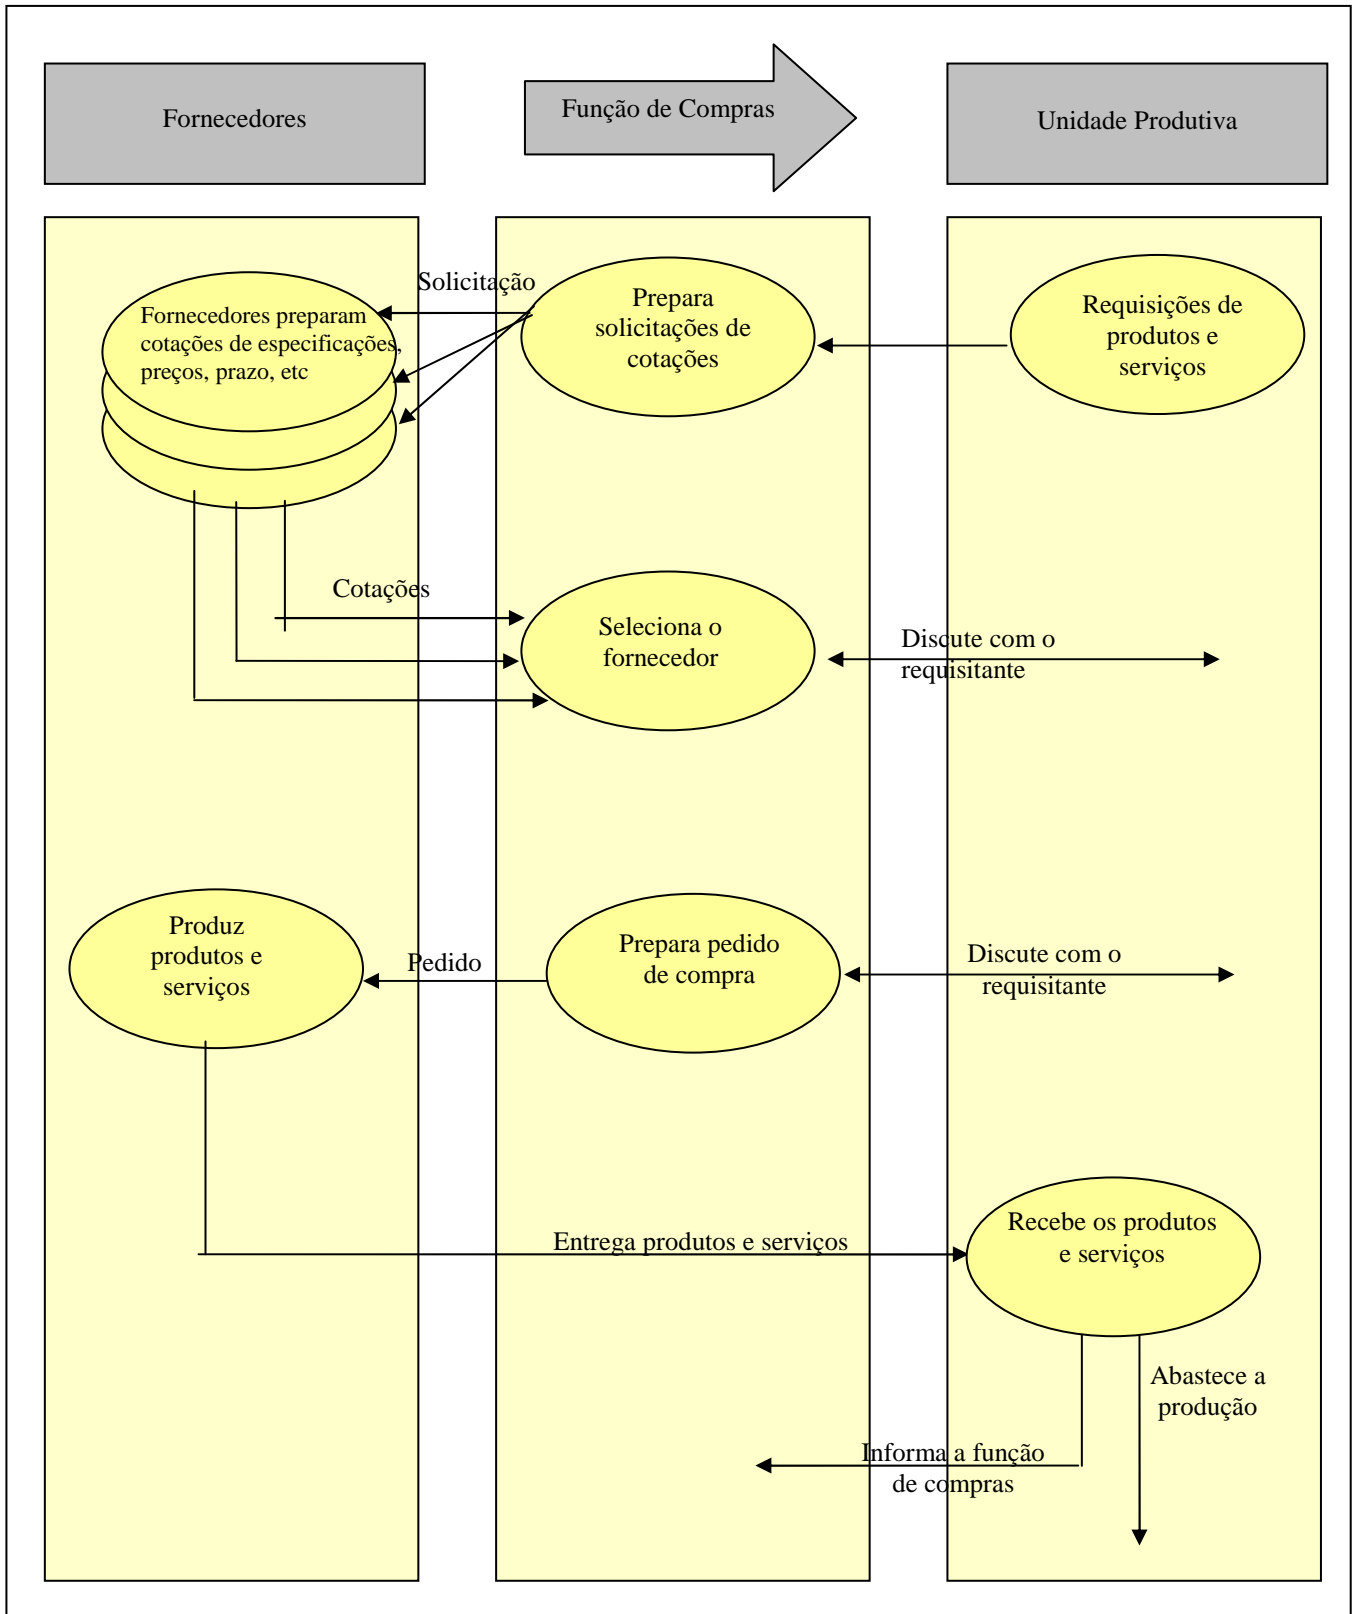 Fornecedores
Função de Compras
Unidade Produtiva
Solicitação
Fornecedores preparam
cotações de especificações,
preços, prazo, etc
Prepara
solicitações de
cotações
Requisições de
produtos e
serviços
Cotações
Seleciona o
fornecedor
Discute com o
requisitante
Produz
produtos e
serviços
Pedido
Prepara pedido
de compra
Discute com o
requisitante
Entrega produtos e serviços
Recebe os produtos
e serviços
Abastece a
produção
Informa a função
de compras